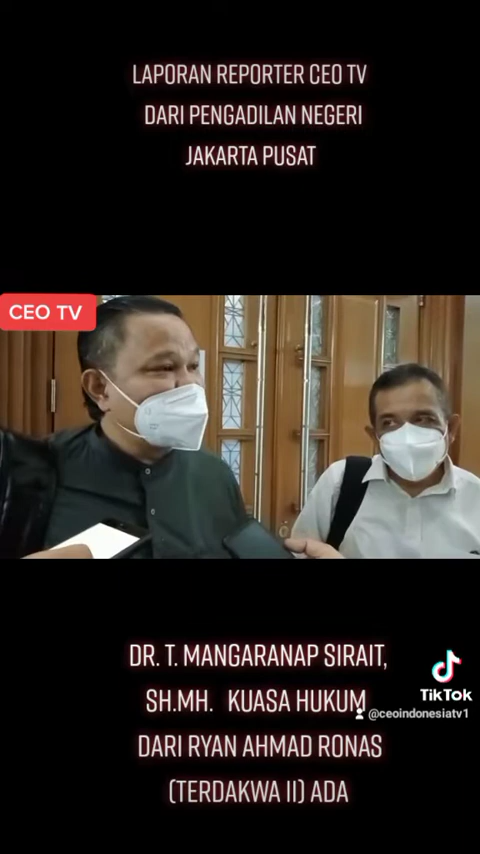 LAPORAN REPORTER CEO TV
DARI PENGADILAN NEGERI
JAKARTA PUSAT
CEO TV
DR. T. MANGARANAP SIRAIT,
SH.MH. KUASA HUKUM
DARI RYAN AHMAD RONAS
(TERDAKWA II) ADA
TikTok
@ceoindonesiatv1